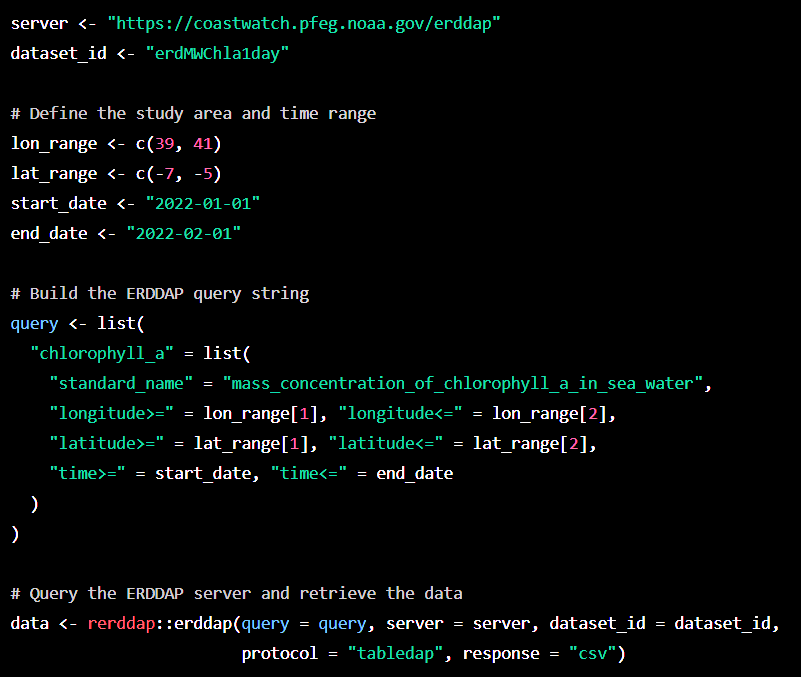 server <- "https://coastwatch.pfeg.noaa.gov/erddap"
dataset_id <- "erdMWChla1day"
# Define the study area and time range
lon_range <- c(39, 41)
lat_range <- c(-7, -5)
start_date <- "2022-01-01"
end_date <- "2022-02-01"
# Build the ERDDAP query string
query <- list(
  "chlorophyll_a" = list(
    "standard_name" = "mass_concentration_of_chlorophyll_a_in_sea_water",
    "longitude>=" = lon_range[1], "longitude<=" = lon_range[2],
    "latitude>=" = lat_range[1], "latitude<=" = lat_range[2],
    "time>=" = start_date, "time<=" = end_date
  )
)
# Query the ERDDAP server and retrieve the data
data <- rerddap::erddap(query = query, server = server, dataset_id = dataset_id,
                        protocol = "tabledap", response = "csv")